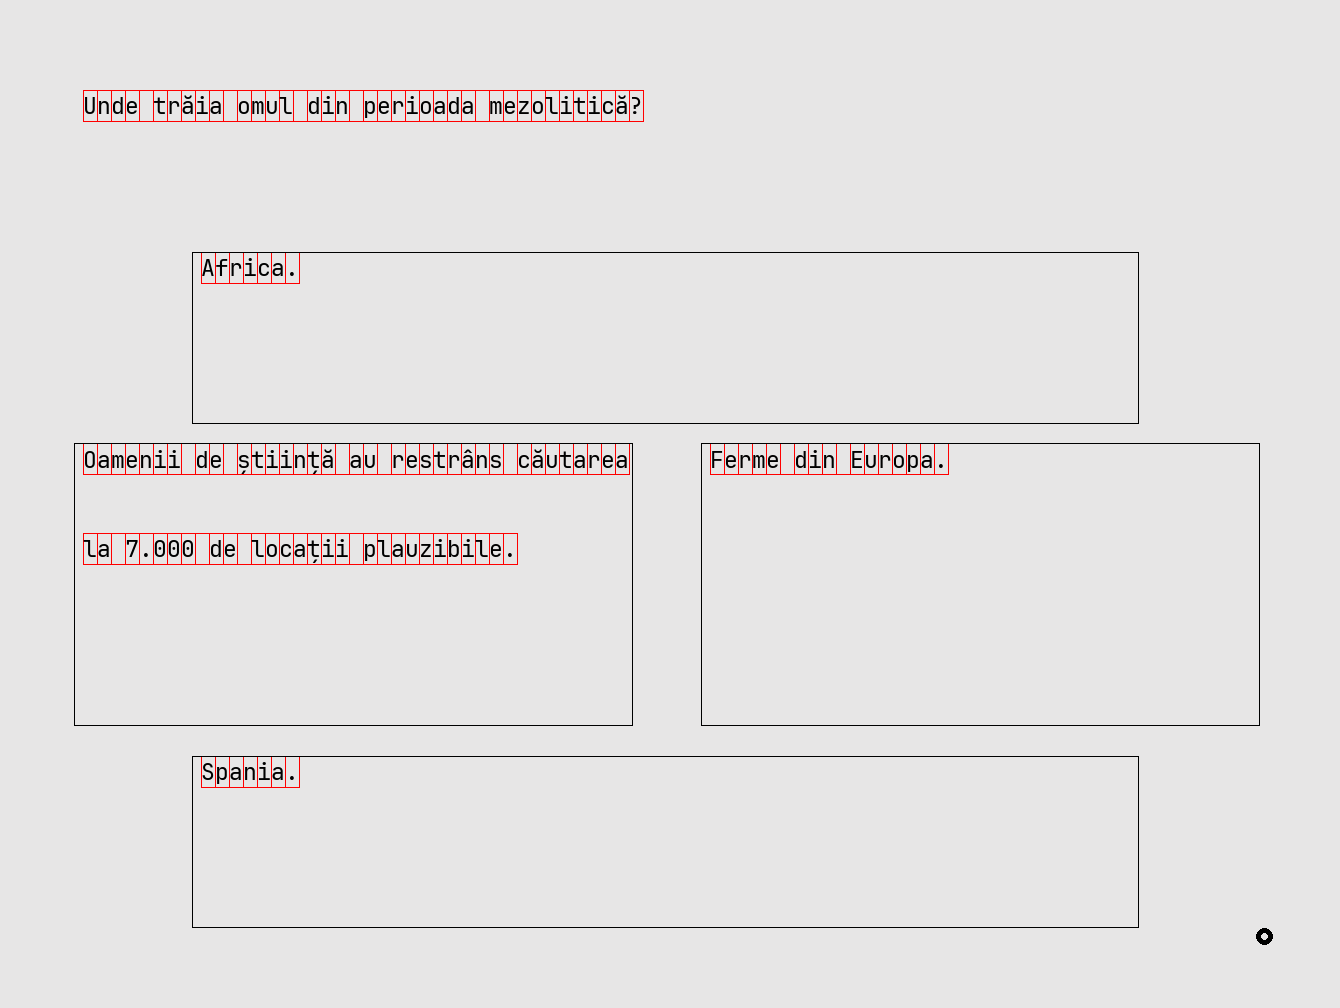 Unde trăia omul din perioada mezolitică?
Africa.
Oamenii de știință au restrâns căutarea
la 7.000 de locații plauzibile.
Ferme din Europa.
Spania.